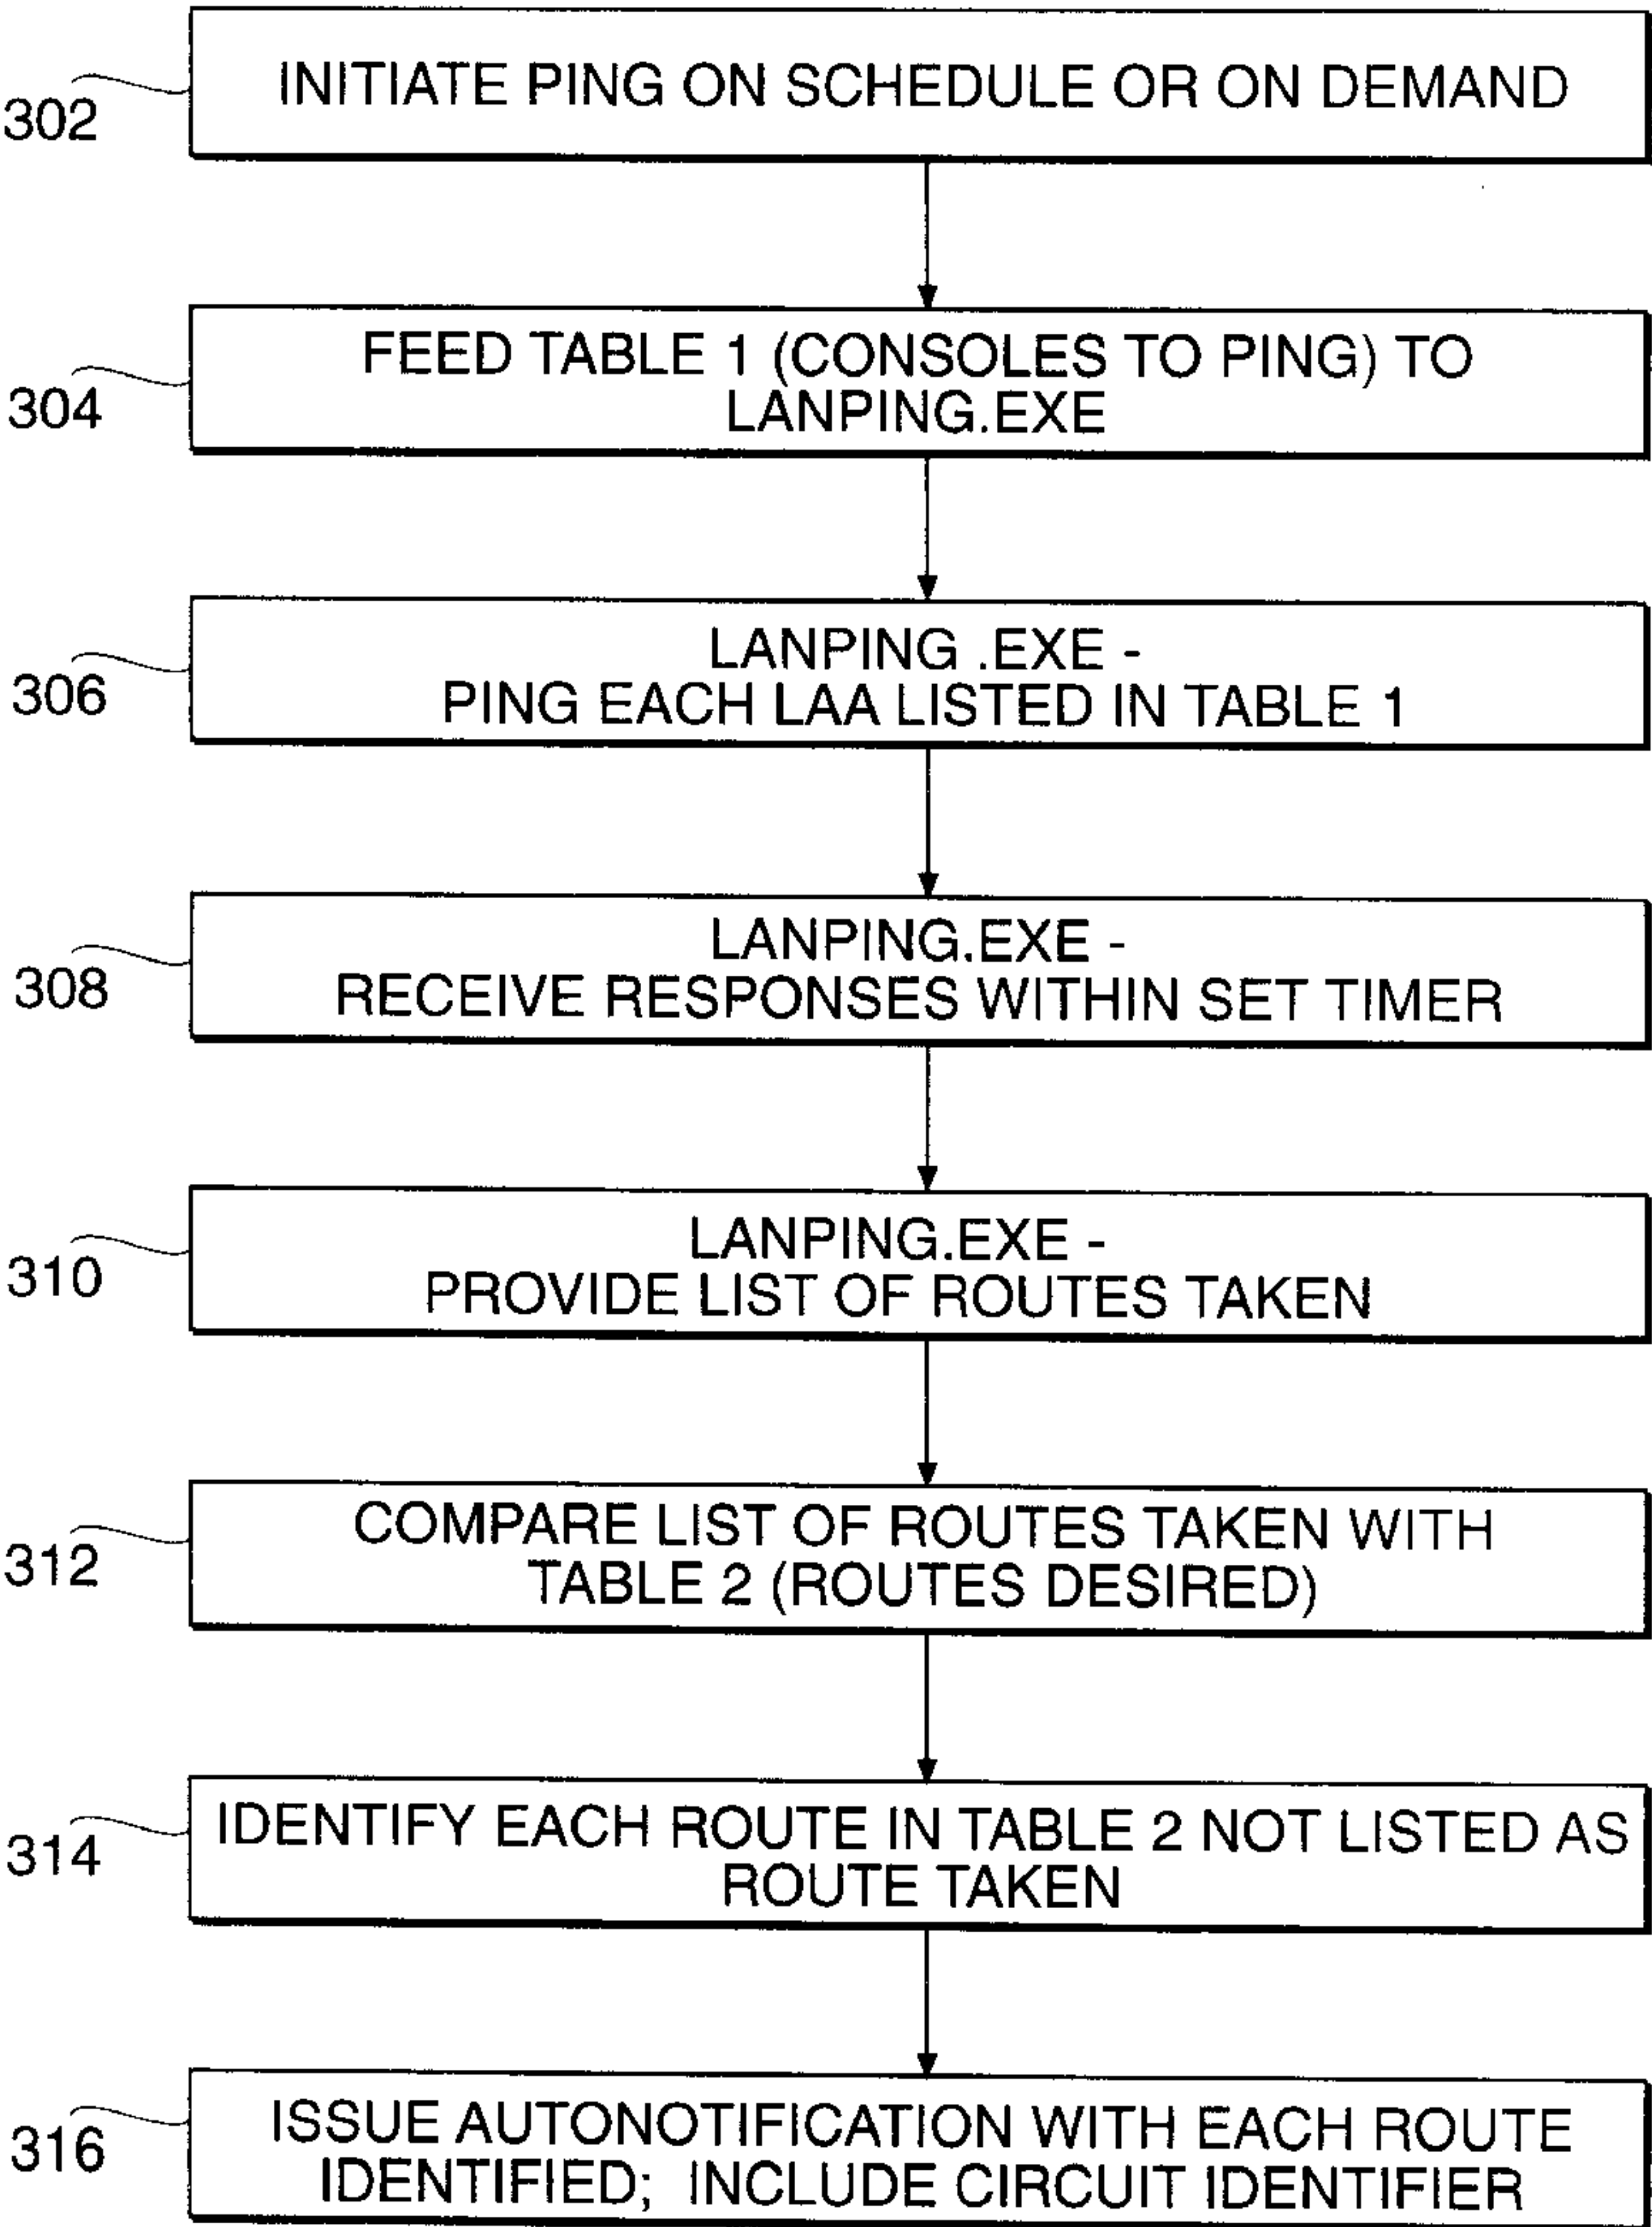 INITIATE PING ON SCHEDULE OR ON DEMAND
302
FEED TABLE 1 (CONSOLES TO PING) TO
LANPING.EXE
304
LANPING .EXE -
PING EACH LAA LISTED IN TABLE 1
306
LANPING.EXE -
RECEIVE RESPONSES WITHIN SET TIMER
308
LANPING.EXE -
PROVIDE LIST OF ROUTES TAKEN
310
COMPARE LIST OF ROUTES TAKEN WITH
TABLE 2 (ROUTES DESIRED)
312
IDENTIFY EACH ROUTE IN TABLE 2 NOT LISTED AS
ROUTE TAKEN
314
ISSUE AUTONOTIFICATION WITH EACH ROUTE
IDENTIFIED; INCLUDE CIRCUIT IDENTIFIER
316